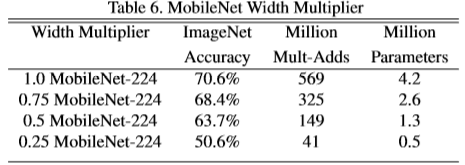 Table 6. MobileNet Width Multiplier
Width Multiplier ImageNet Million Million
Accuracy Mult-Adds Parameters
1.0 MobileNet-224 70.6% 569 4.2
0.75 MobileNet-224 68.4% 325 2.6
0.5 MobileNet-224 63.7% 149 1.3
0.25 MobileNet-224 50.6% 41 0.5